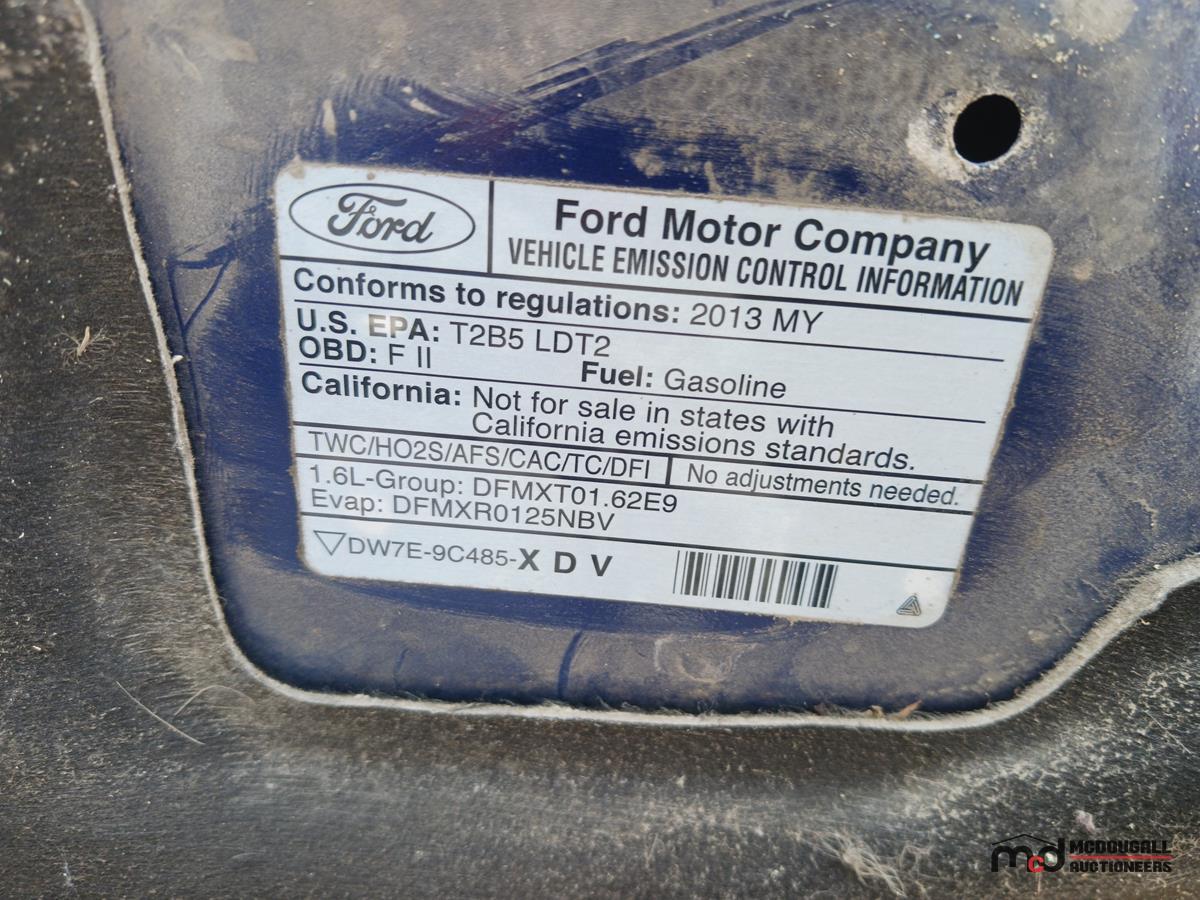 Ford
Ford Motor Company
VEHICLE EMISSION CONTROL INFORMATION
Conforms to regulations: 2013 MY
U.S. EPA: T2B5 LDT2
OBD: F II Fuel: Gasoline
California: Not for sale in states with
California emissions standards.
TWC/HO2S/AFS/CAC/TC/DFI No adjustments needed.
1.6L-Group: DFMXT01.62E9
Evap: DFMXR0125NBV
DW7E-9C485-X D V
mcd MCDOUGALL
AUCTIONEERS